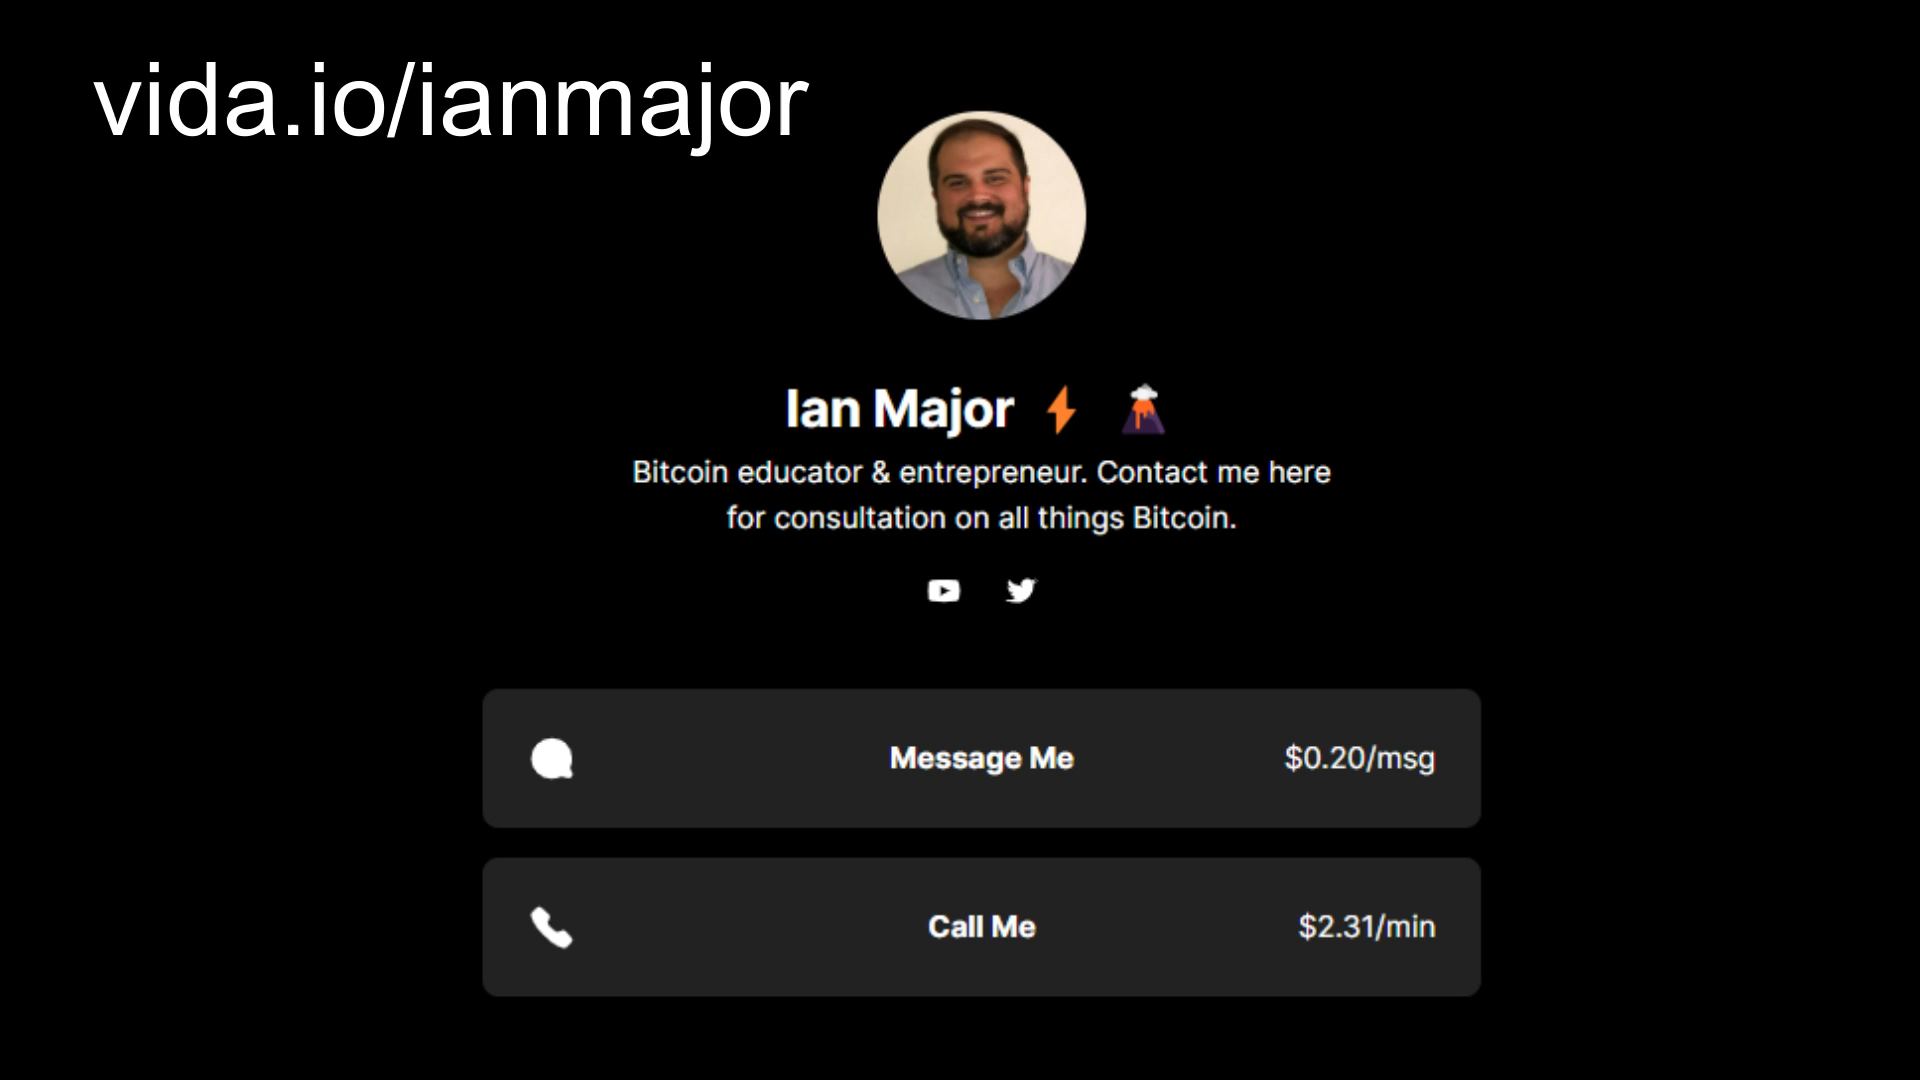 vida.io/ianmajor
Ian Major
Bitcoin educator & entrepreneur. Contact me here
for consultation on all things Bitcoin.
Message Me $0.20/msg
Call Me $2.31/min